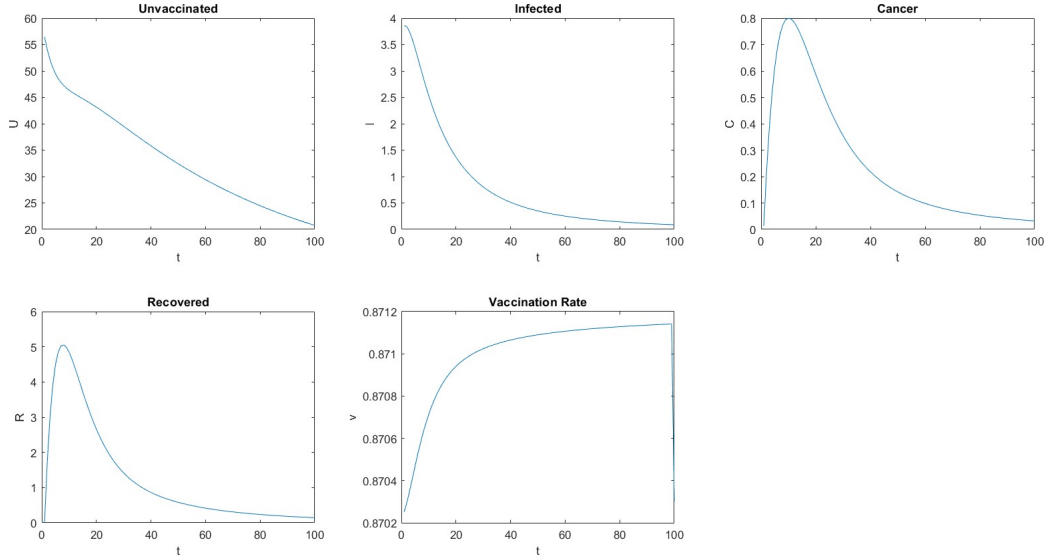 Unvaccinated Infected Cancer
60 4 0.8
55 3.5 0.7
50 3 0.6
45 2.5 0.5
U 40 I 2 C 0.4
35 1.5 0.3
30 1 0.2
25 0.5 0.1
20 0 0
0 20 40 60 80 100 0 20 40 60 80 100 0 20 40 60 80 100
t t t
Recovered Vaccination Rate
6 0.8712
5 0.871
4 0.8708
R 3 v 0.8706
2 0.8704
1 0.8702
0
0 20 40 60 80 100 0 20 40 60 80 100
t t